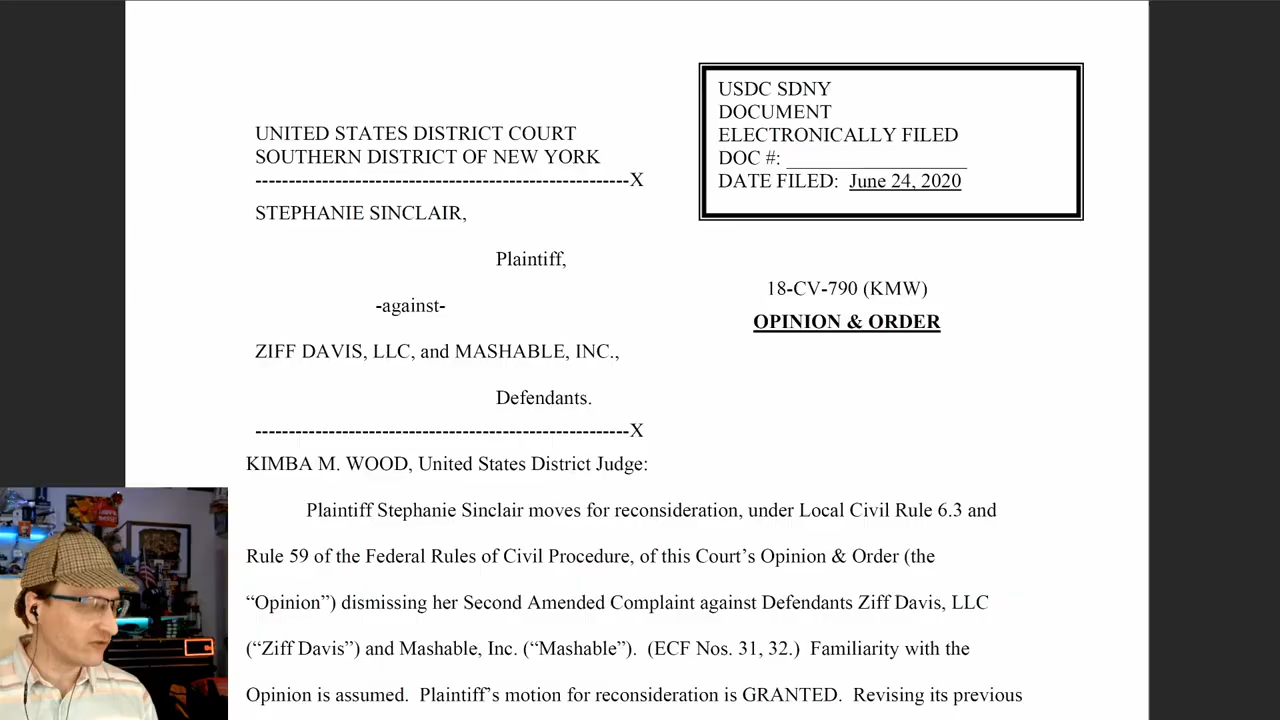 USDC SDNY
DOCUMENT
ELECTRONICALLY FILED
DOC #: ___________________
DATE FILED: June 24, 2020
UNITED STATES DISTRICT COURT
SOUTHERN DISTRICT OF NEW YORK
--------------------------------------------------------X
STEPHANIE SINCLAIR,
Plaintiff,
-against-
ZIFF DAVIS, LLC, and MASHABLE, INC.,
Defendants.
--------------------------------------------------------X
18-CV-790 (KMW)
OPINION & ORDER
KIMBA M. WOOD, United States District Judge:
Plaintiff Stephanie Sinclair moves for reconsideration, under Local Civil Rule 6.3 and
Rule 59 of the Federal Rules of Civil Procedure, of this Court’s Opinion & Order (the
“Opinion”) dismissing her Second Amended Complaint against Defendants Ziff Davis, LLC
(“Ziff Davis”) and Mashable, Inc. (“Mashable”). (ECF Nos. 31, 32.) Familiarity with the
Opinion is assumed. Plaintiff’s motion for reconsideration is GRANTED. Revising its previous